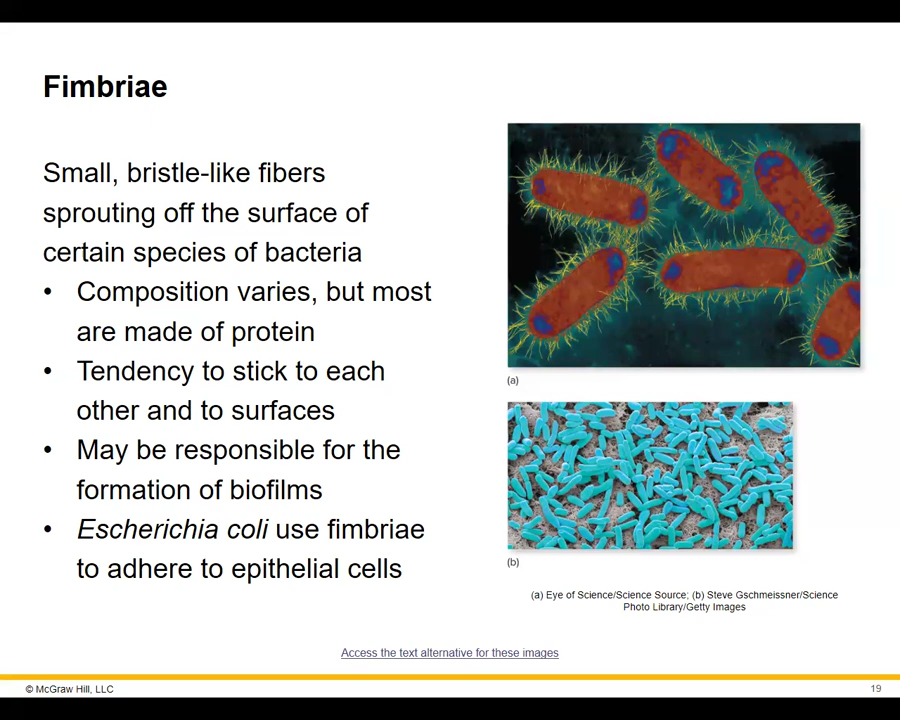 Fimbriae
Small, bristle-like fibers
sprouting off the surface of
certain species of bacteria
• Composition varies, but most
are made of protein
• Tendency to stick to each
other and to surfaces
• May be responsible for the
formation of biofilms
• Escherichia coli use fimbriae
to adhere to epithelial cells
(a)
(b)
(a) Eye of Science/Science Source; (b) Steve Gschmeissner/Science
Photo Library/Getty Images
Access the text alternative for these images
© McGraw Hill, LLC
19